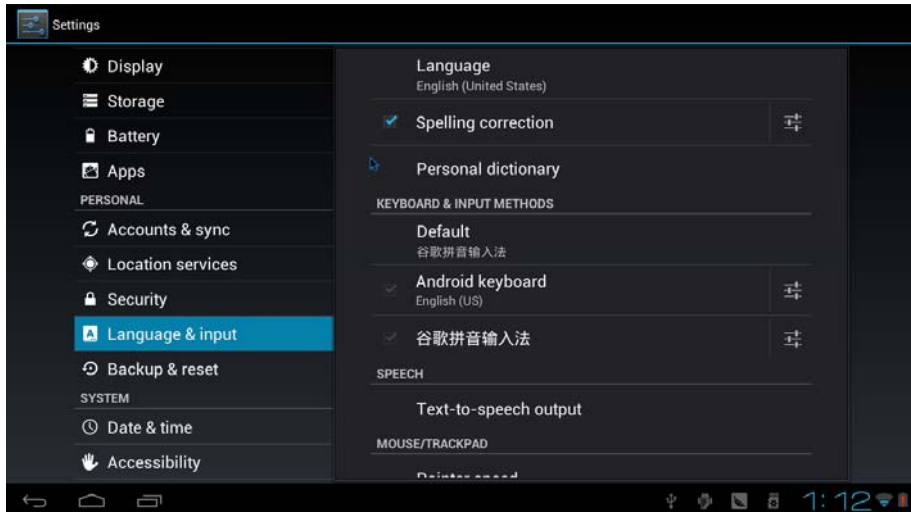 Settings
Display
Storage
Battery
Apps
PERSONAL
Accounts & sync
Location services
Security
Language & input
Backup & reset
SYSTEM
Date & time
Accessibility
Language
English (United States)
Spelling correction
Personal dictionary
KEYBOARD & INPUT METHODS
Default
谷歌拼音输入法
Android keyboard
English (US)
谷歌拼音输入法
SPEECH
Text-to-speech output
MOUSE/TRACKPAD
Pointer speed
1:12